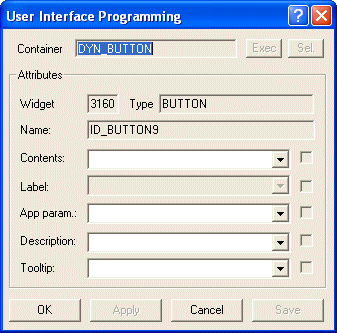 User Interface Programming
Container DYN_BUTTON Exec Sel.
Attributes
Widget 3160 Type BUTTON
Name: ID_BUTTON9
Contents:
Label:
App param.:
Description:
Tooltip:
OK Apply Cancel Save